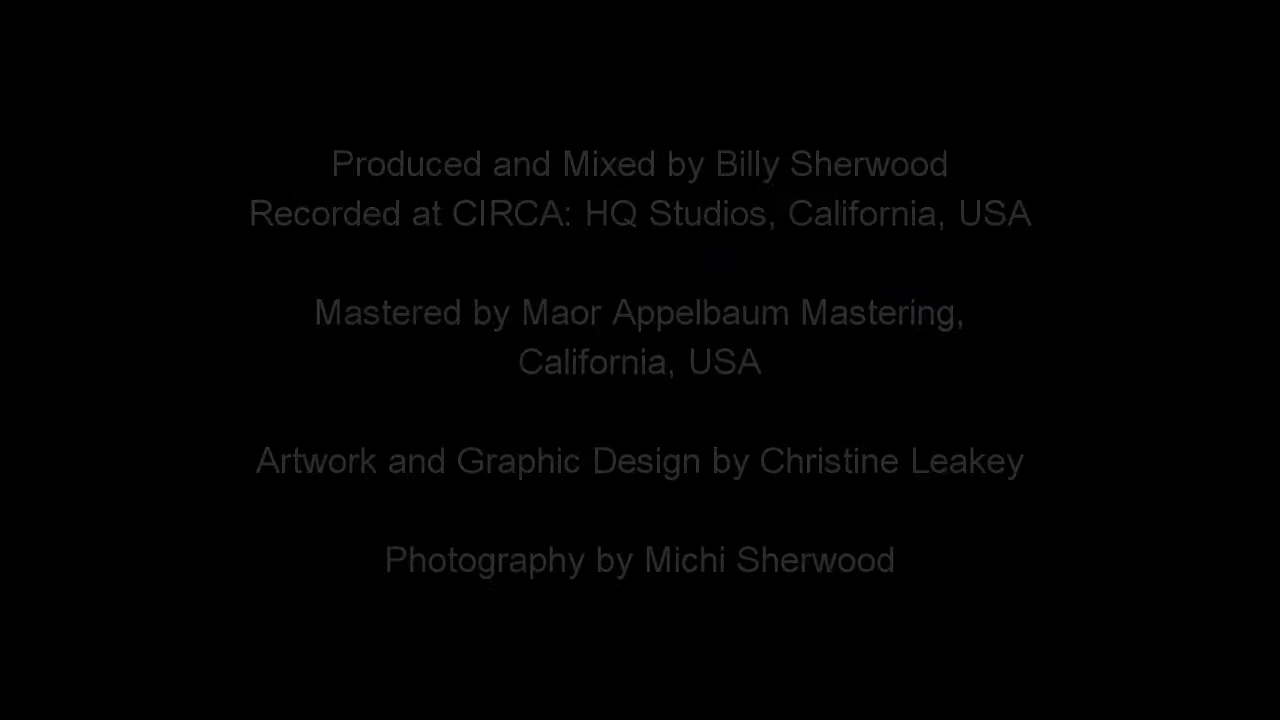 Produced and Mixed by Billy Sherwood
Recorded at CIRCA: HQ Studios, California, USA
Mastered by Maor Appelbaum Mastering,
California, USA
Artwork and Graphic Design by Christine Leakey
Photography by Michi Sherwood